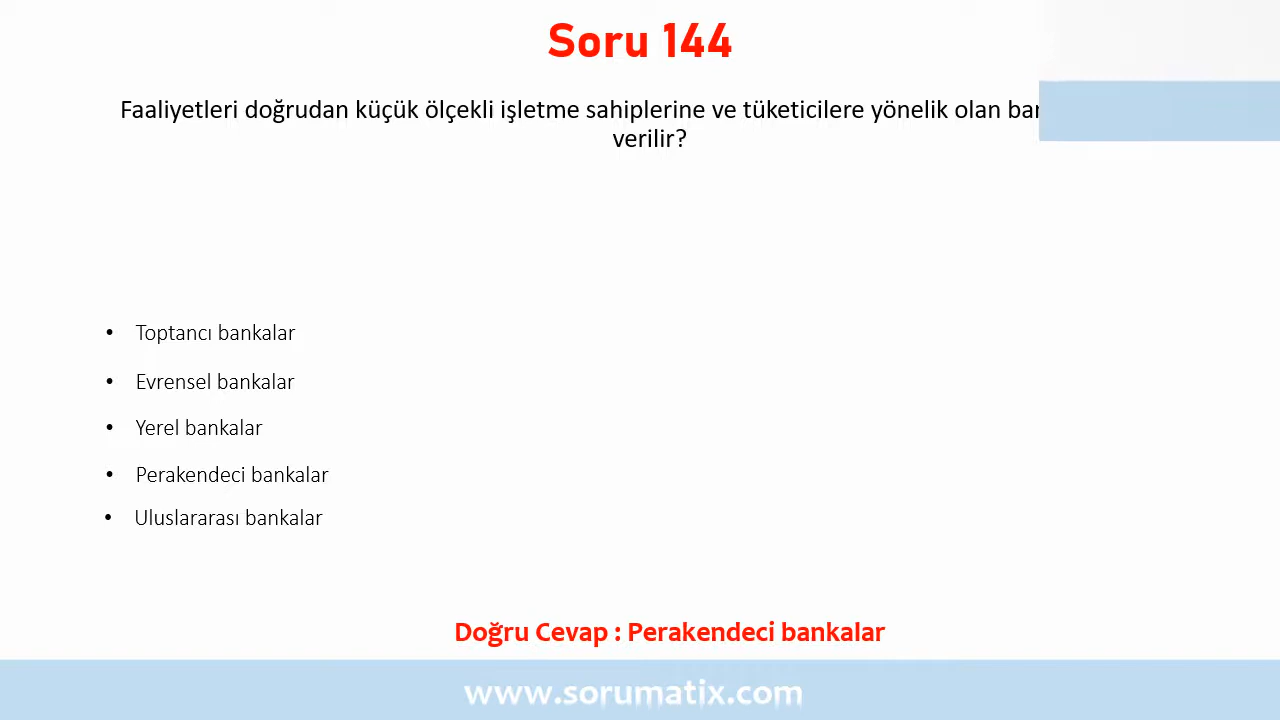 Soru 144
Faaliyetleri doğrudan küçük ölçekli işletme sahiplerine ve tüketicilere yönelik olan
verilir?
• Toptancı bankalar
• Evrensel bankalar
• Yerel bankalar
• Perakendeci bankalar
• Uluslararası bankalar
Doğru Cevap : Perakendeci bankalar
www.sorumatix.com